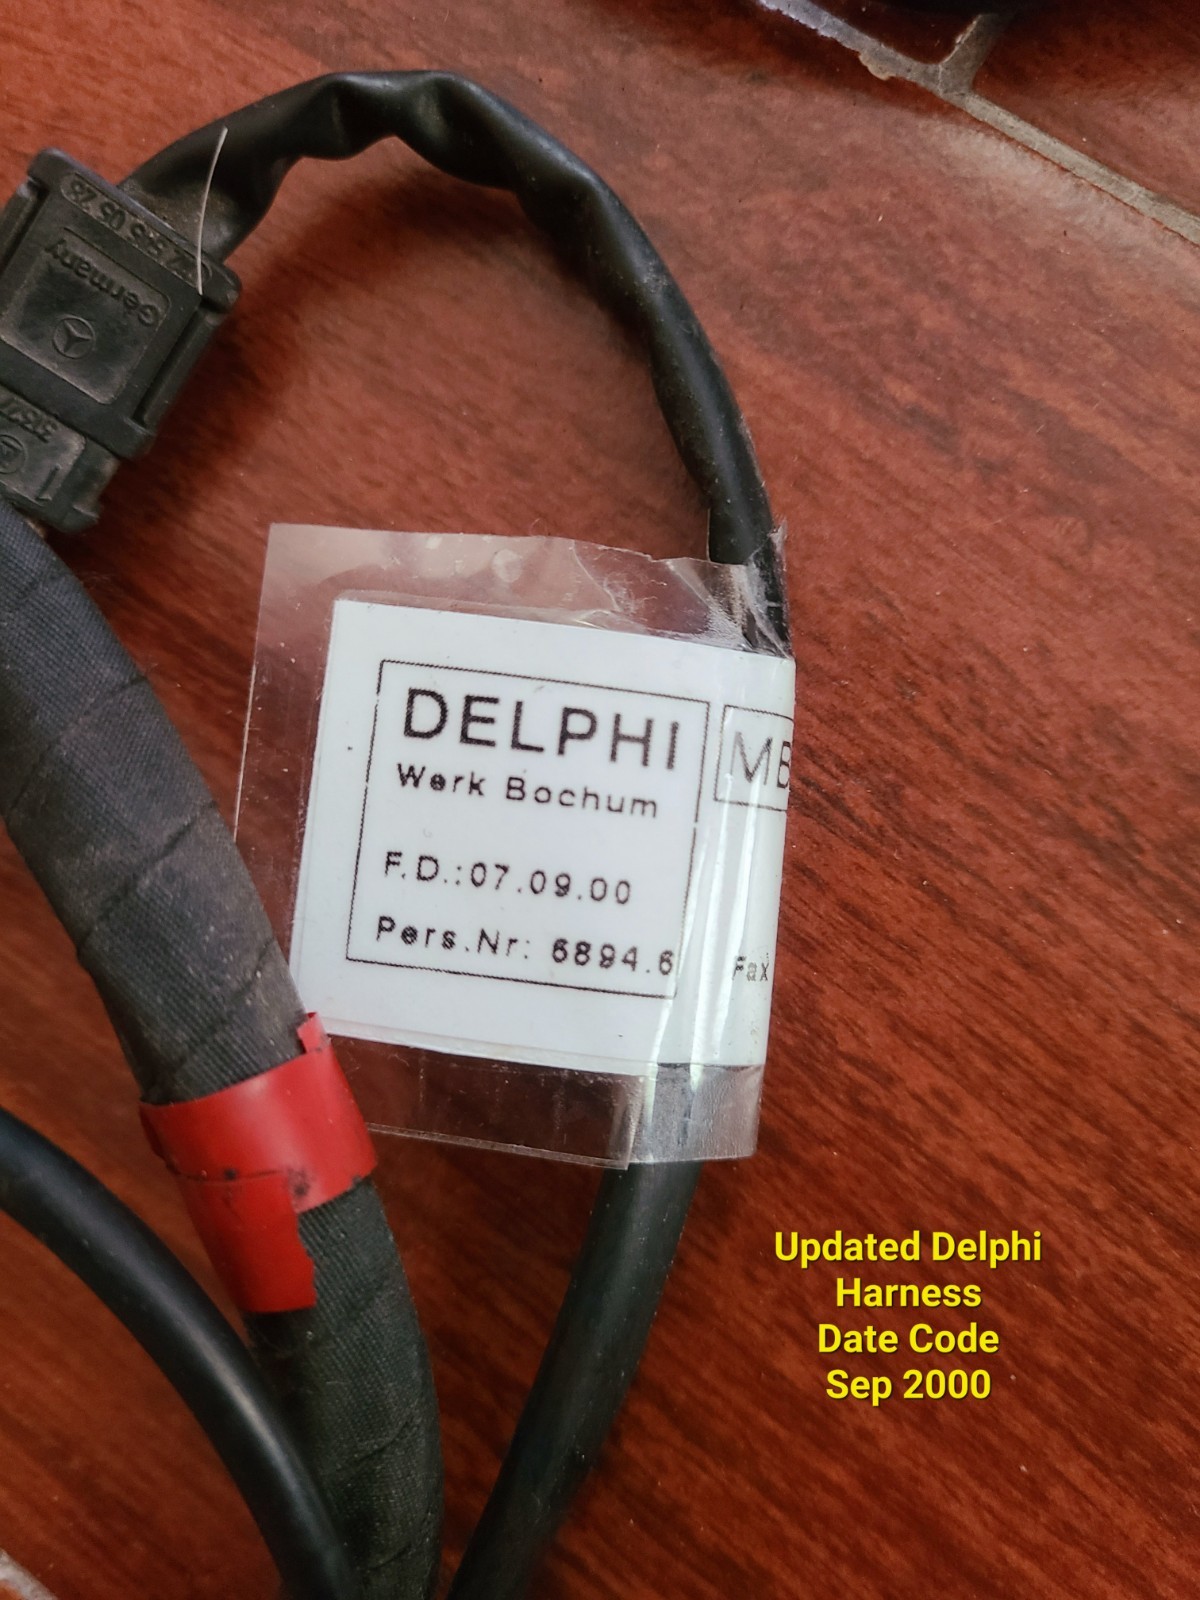 Germany
DELPHI
Werk Bochum
F.D.:07.09.00
Pers.Nr: 6894.6
MB
Fax
Updated Delphi
Harness
Date Code
Sep 2000